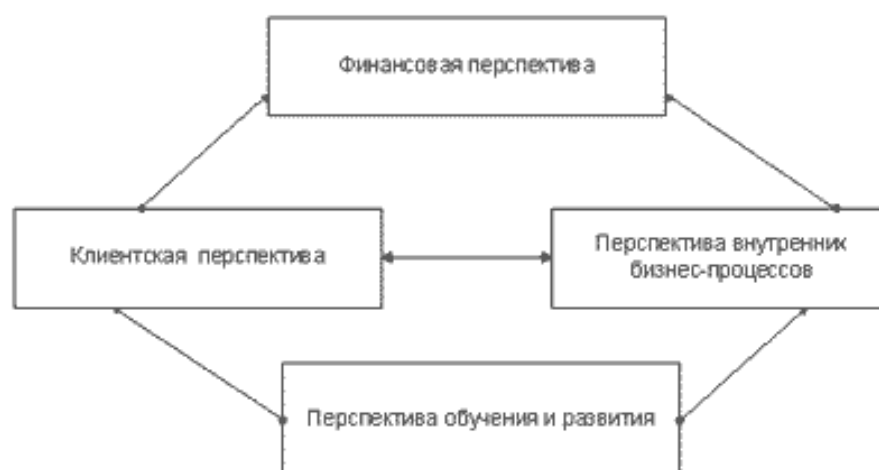 Финансовая перспектива
Клиентская перспектива
Перспектива внутренних
бизнес-процессов
Перспектива обучения и развития